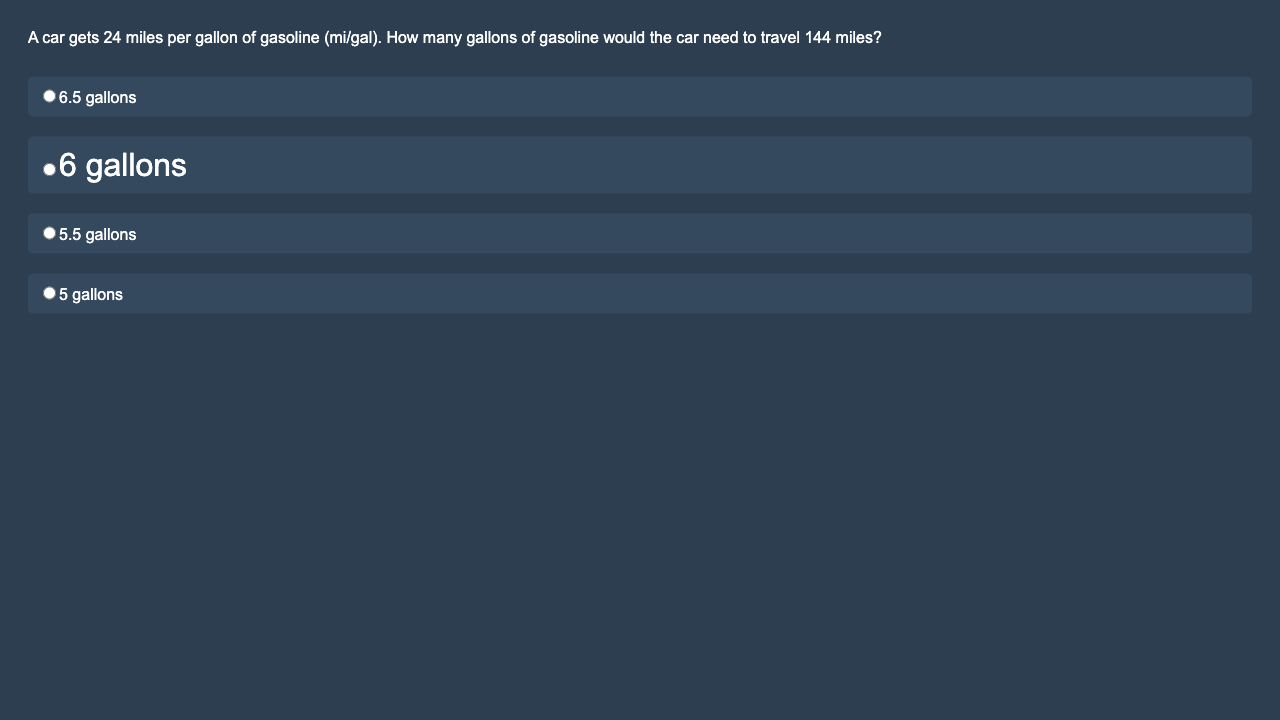 A car gets 24 miles per gallon of gasoline (mi/gal). How many gallons of gasoline would the car need to travel 144 miles?
6.5 gallons
6 gallons
5.5 gallons
5 gallons